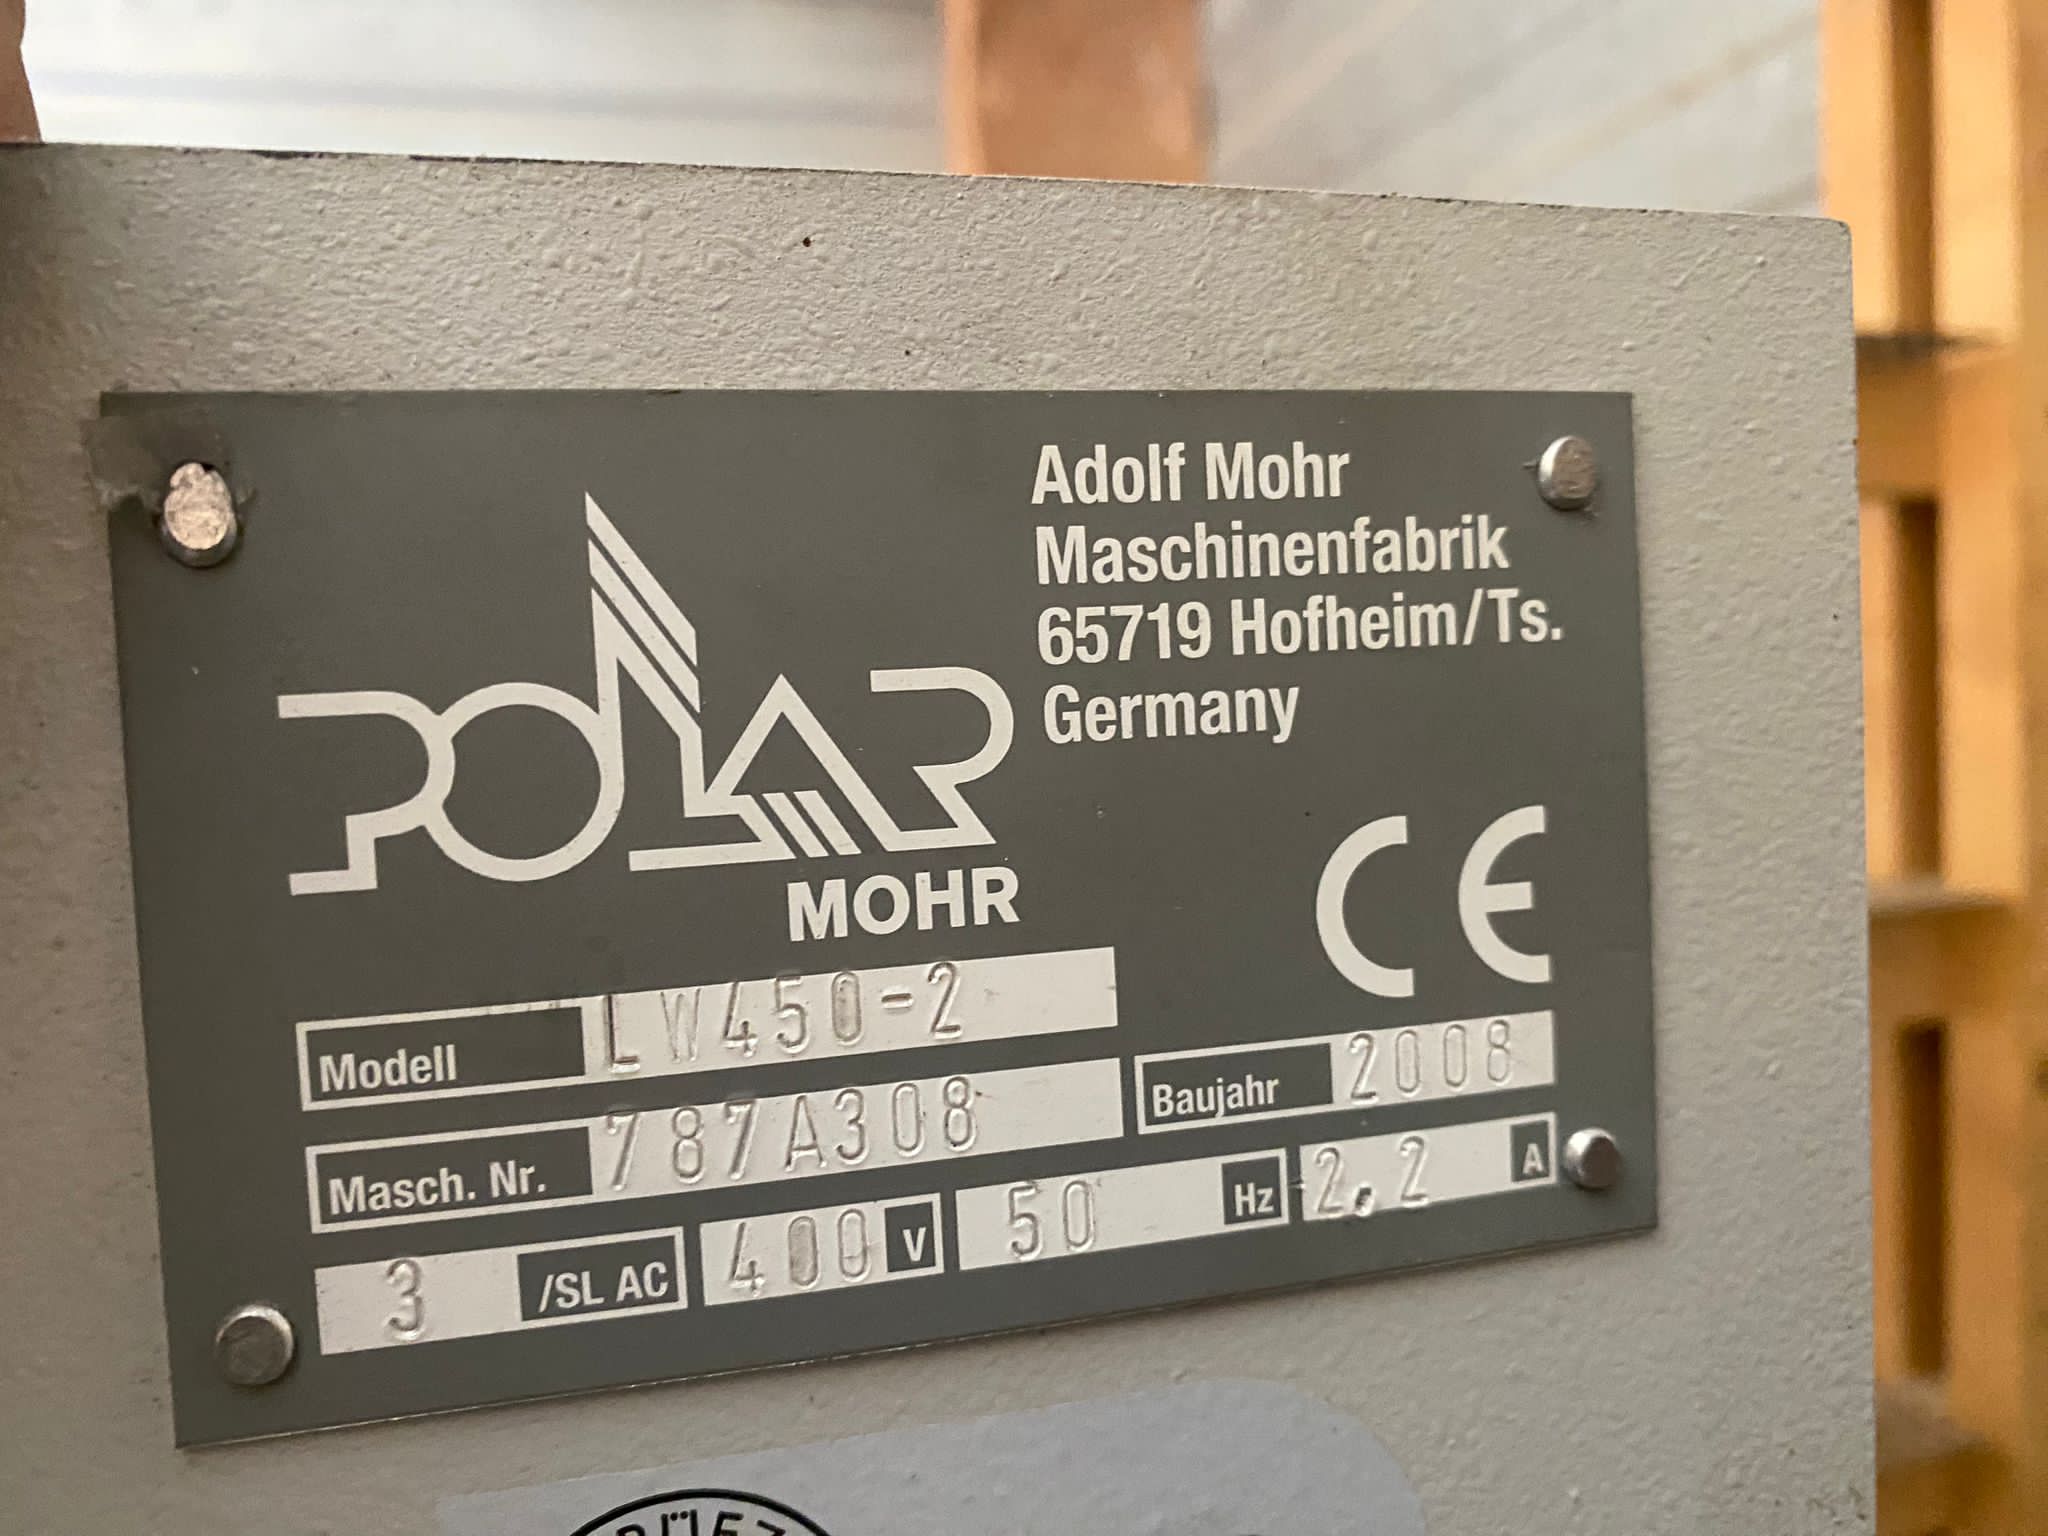 Adolf Mohr
Maschinenfabrik
65719 Hofheim/Ts.
Germany
POLAR
MOHR
CE
Modell LW450-2
Masch. Nr. 787A308 Baujahr 2008
3 /SL AC 400 V 50 Hz 2,2 A